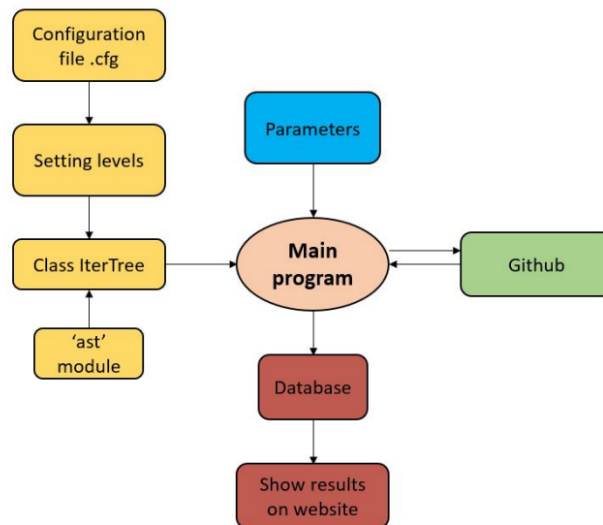 Configuration
file .cfg
Parameters
Setting levels
Main
program
Class IterTree
Github
‘ast’
module
Database
Show results
on website